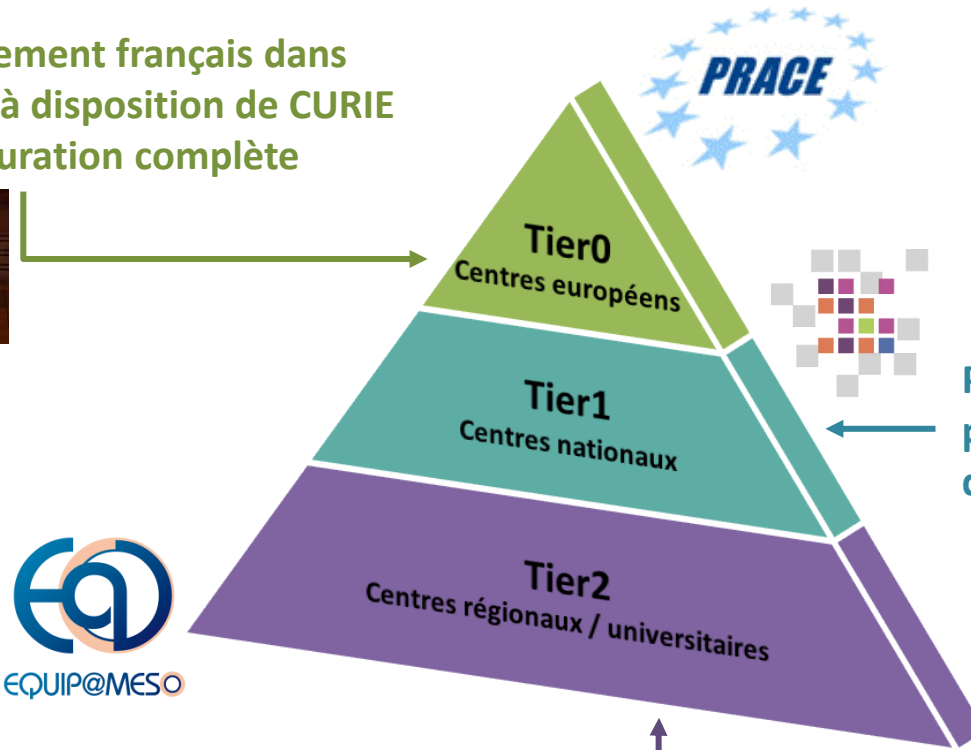 ement français dans
à disposition de CURIE
uration complète
PRACE
Tier0
Centres européens
Tier1
Centres nationaux
Tier2
Centres régionaux / universitaires
EQUIP@MESO